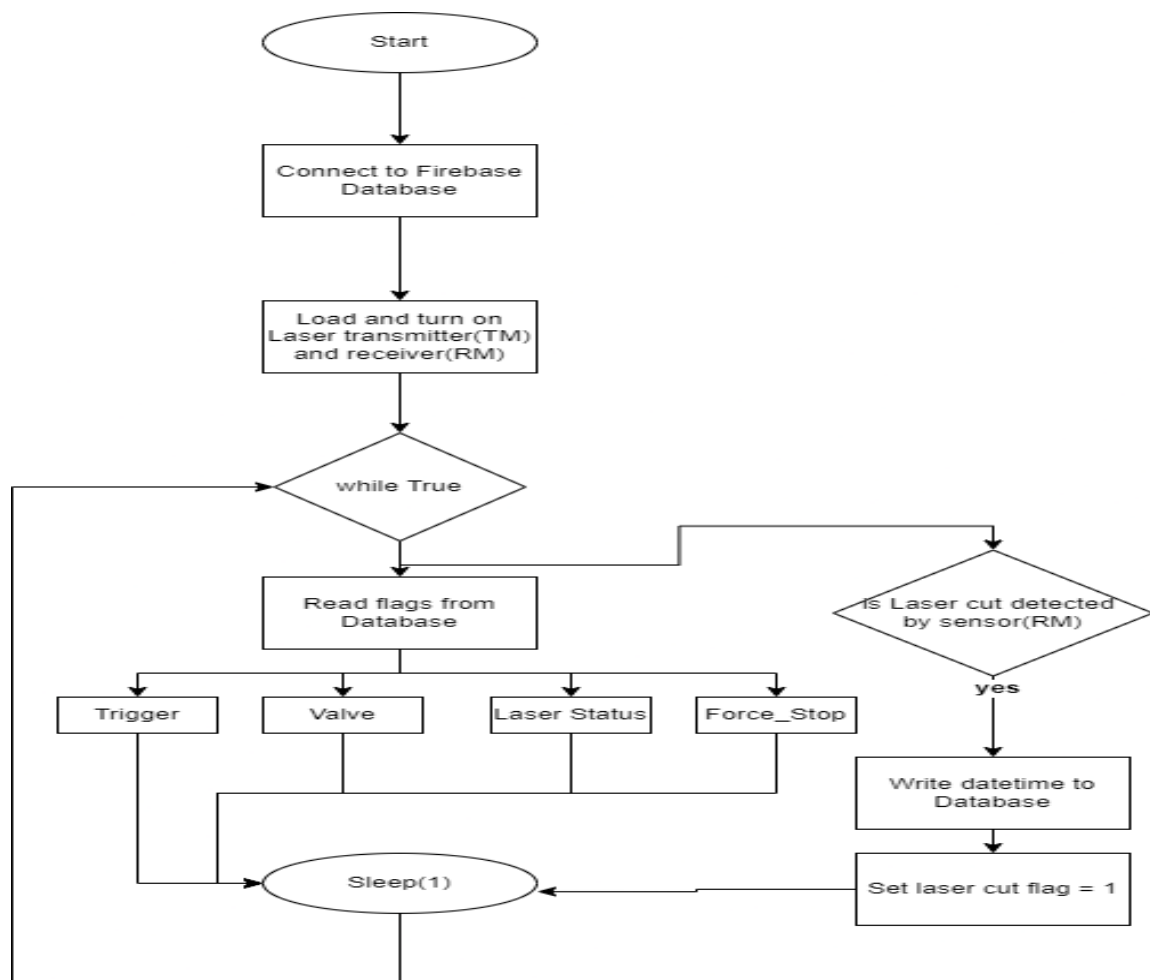 Start
Connect to Firebase
Database
Load and turn on
Laser transmitter(TM)
and receiver(RM)
while True
Read flags from
Database
is Laser cut detected
by sensor(RM)
yes
Trigger
Valve
Laser Status
Force_Stop
Write datetime to
Database
Sleep(1)
Set laser cut flag = 1